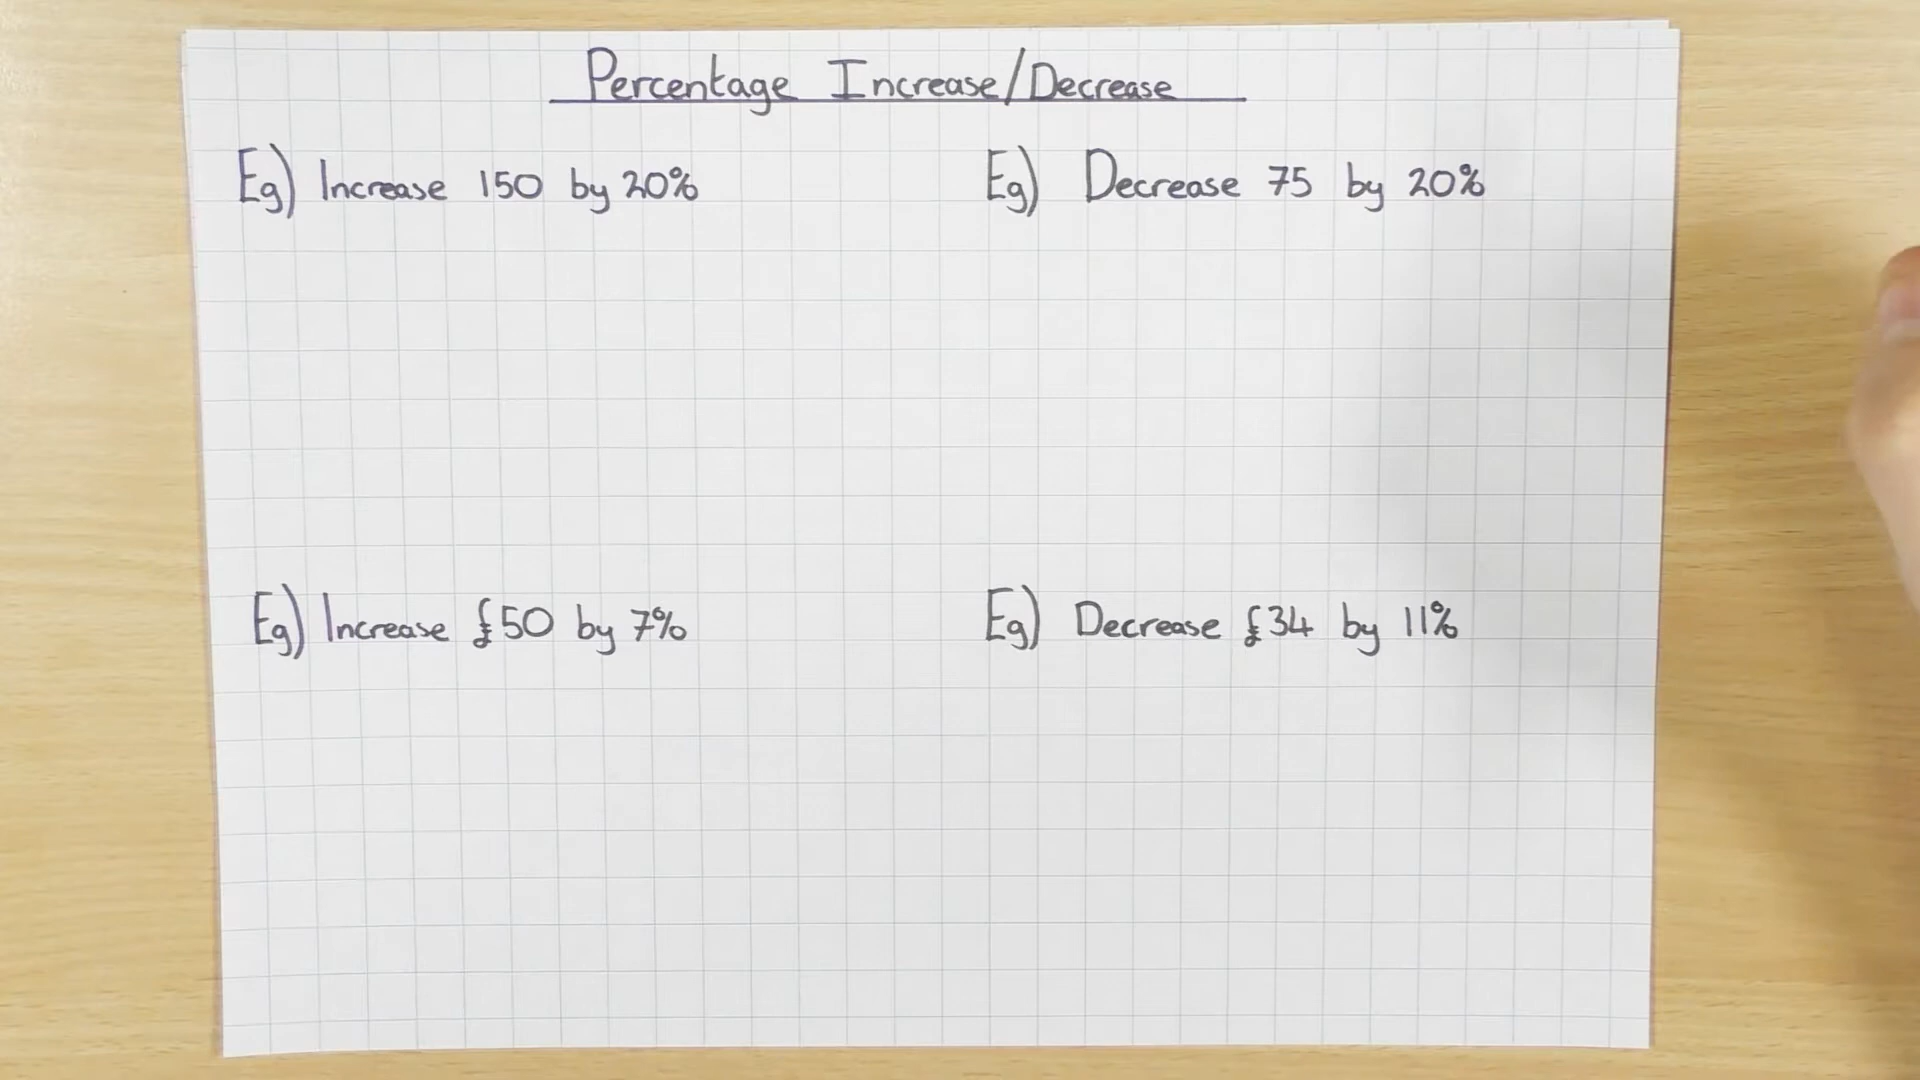 Percentage Increase/Decrease
Eg) Increase 150 by 20%
Eg) Decrease 75 by 20%
Eg) Increase £50 by 7%
Eg) Decrease £34 by 11%